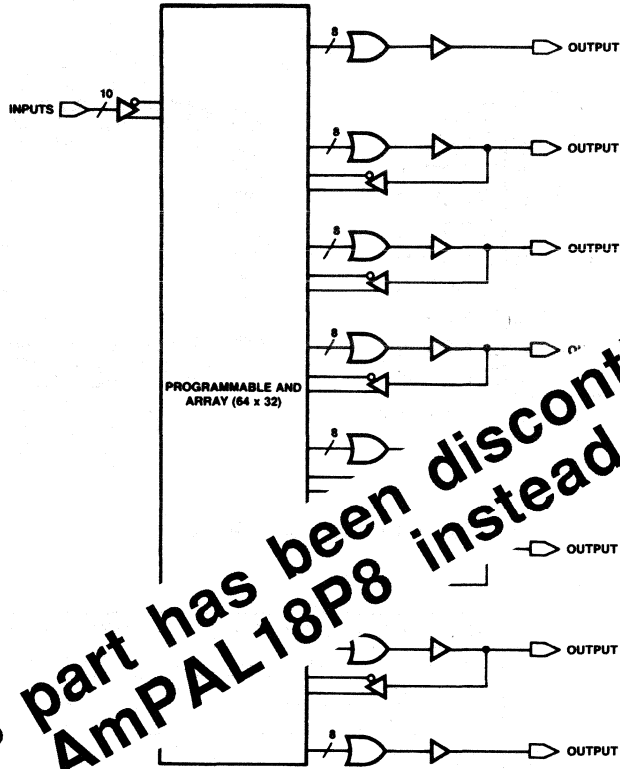 8
OUTPUT
10
INPUTS
8
OUTPUT
8
OUTPUT
8
PROGRAMMABLE AND
ARRAY (64 x 32)
8
part has been
AmPAL18P8 instead
OUTPUT
OUTPUT
8
OUTPUT